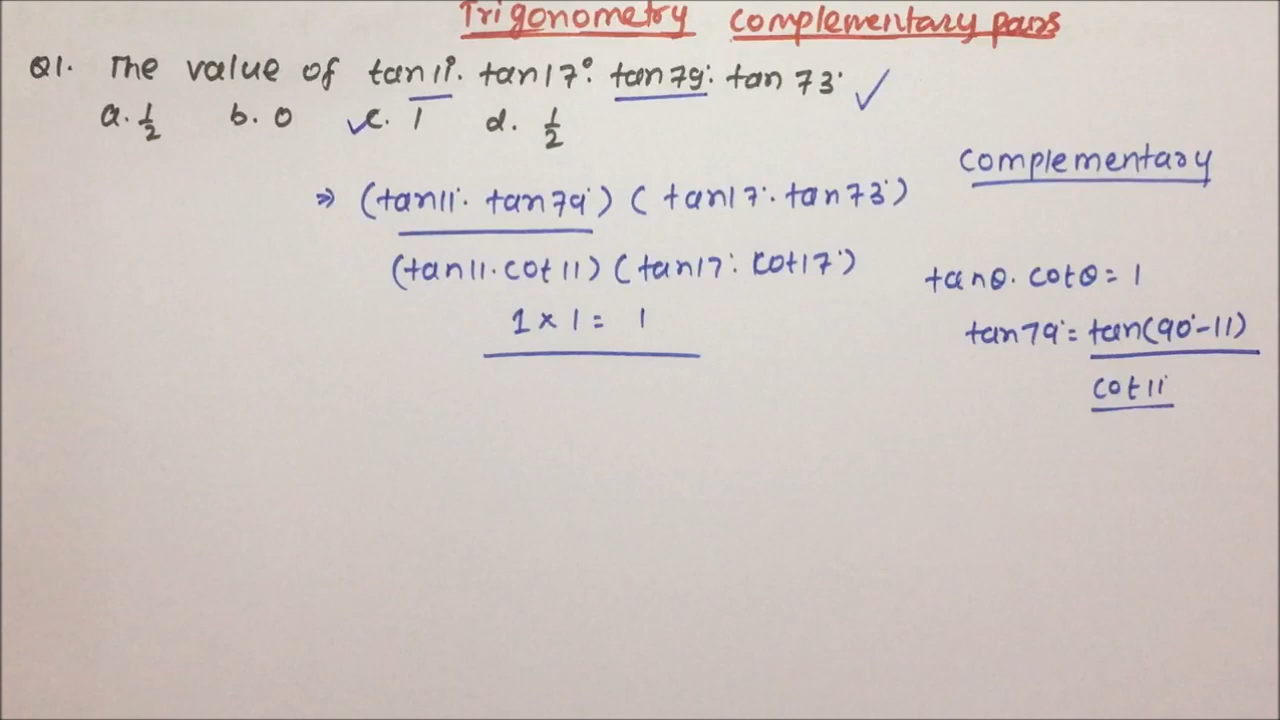 Trigonometry complementary pairs
Q1. The value of tan11°. tan17°. tan79°. tan 73°
a. 1/2 b. 0 c. 1 d. 1/2
complementary
⇒ (tan11°. tan79°) (tan17°. tan73°)
(tan11. cot11) (tan17°. cot17°)
tanθ. cotθ = 1
1 × 1 = 1
tan79° = tan(90°-11)
cot11°